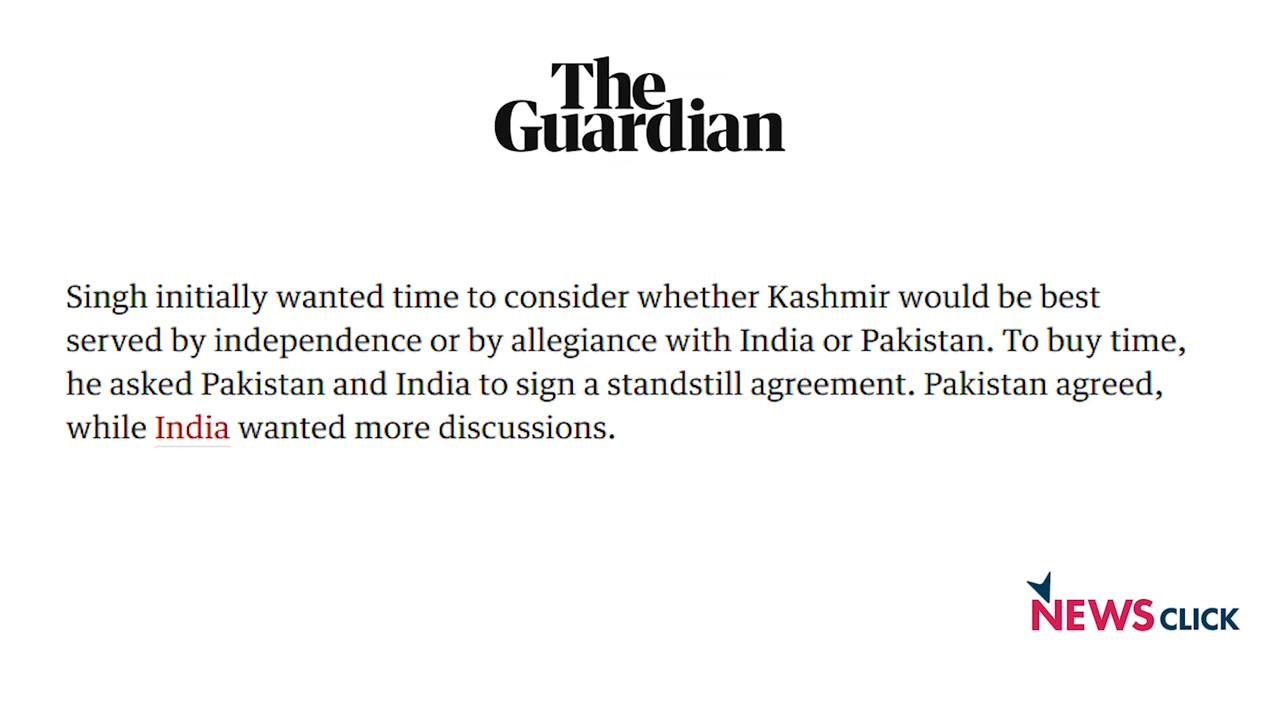 The
Guardian
Singh initially wanted time to consider whether Kashmir would be best
served by independence or by allegiance with India or Pakistan. To buy time,
he asked Pakistan and India to sign a standstill agreement. Pakistan agreed,
while India wanted more discussions.
NEWSCLICK